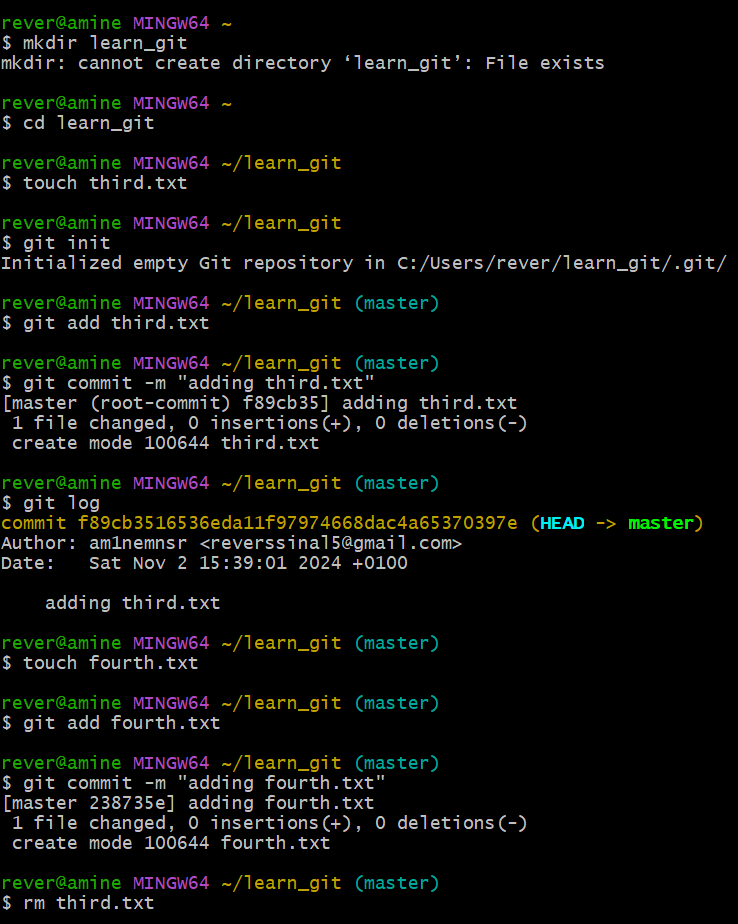 rever@amine MINGW64 ~
$ mkdir learn_git
mkdir: cannot create directory ‘learn_git’: File exists
rever@amine MINGW64 ~
$ cd learn_git
rever@amine MINGW64 ~/learn_git
$ touch third.txt
rever@amine MINGW64 ~/learn_git
$ git init
Initialized empty Git repository in C:/Users/rever/learn_git/.git/
rever@amine MINGW64 ~/learn_git (master)
$ git add third.txt
rever@amine MINGW64 ~/learn_git (master)
$ git commit -m "adding third.txt"
[master (root-commit) f89cb35] adding third.txt
 1 file changed, 0 insertions(+), 0 deletions(-)
 create mode 100644 third.txt
rever@amine MINGW64 ~/learn_git (master)
$ git log
commit f89cb3516536eda11f97974668dac4a65370397e (HEAD -> master)
Author: am1nemnsr <reverssinal5@gmail.com>
Date:   Sat Nov 2 15:39:01 2024 +0100
    adding third.txt
rever@amine MINGW64 ~/learn_git (master)
$ touch fourth.txt
rever@amine MINGW64 ~/learn_git (master)
$ git add fourth.txt
rever@amine MINGW64 ~/learn_git (master)
$ git commit -m "adding fourth.txt"
[master 238735e] adding fourth.txt
 1 file changed, 0 insertions(+), 0 deletions(-)
 create mode 100644 fourth.txt
rever@amine MINGW64 ~/learn_git (master)
$ rm third.txt